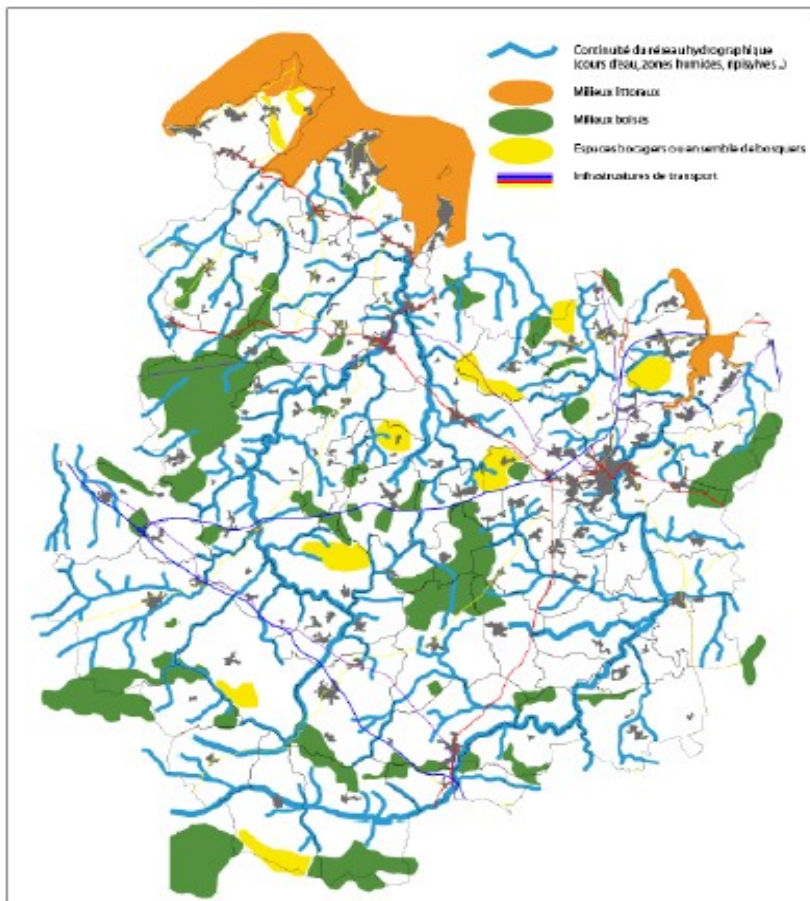 Continuité du réseau hydrographique
(cours d'eau, zones humides, ripisylves...)
Milieux littoraux
Milieux boisés
Espaces bocagers ou ensemble de bosquets
Infrastructures de transport